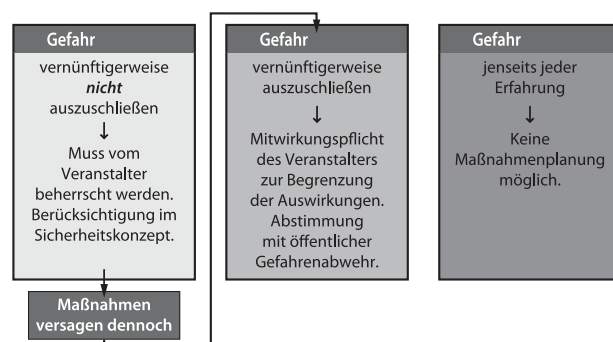 Gefahr
vernünftigerweise
nicht
auszuschließen
↓
Muss vom
Veranstalter
beherrscht werden.
Berücksichtigung im
Sicherheitskonzept.
Maßnahmen
versagen dennoch
Gefahr
vernünftigerweise
auszuschließen
↓
Mitwirkungspflicht
des Veranstalters
zur Begrenzung
der Auswirkungen.
Abstimmung
mit öffentlicher
Gefahrenabwehr.
Gefahr
jenseits jeder
Erfahrung
↓
Keine
Maßnahmenplanung
möglich.